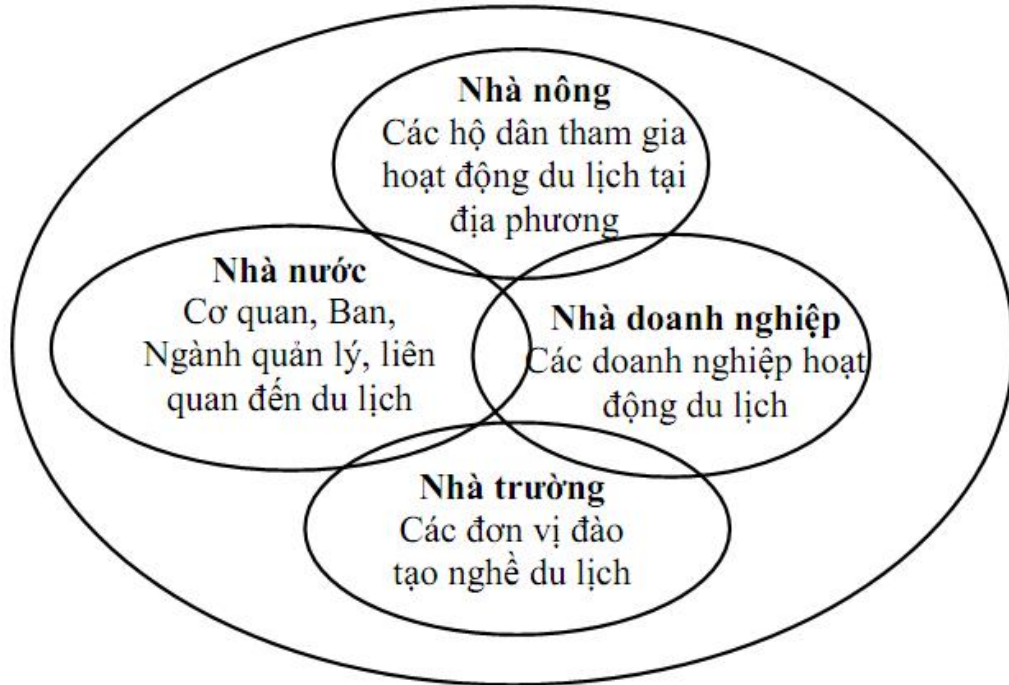 Nhà nông
Các hộ dân tham gia
hoạt động du lịch tại
địa phương
Nhà nước
Cơ quan, Ban,
Ngành quản lý, liên
quan đến du lịch
Nhà doanh nghiệp
Các doanh nghiệp hoạt
động du lịch
Nhà trường
Các đơn vị đào
tạo nghề du lịch